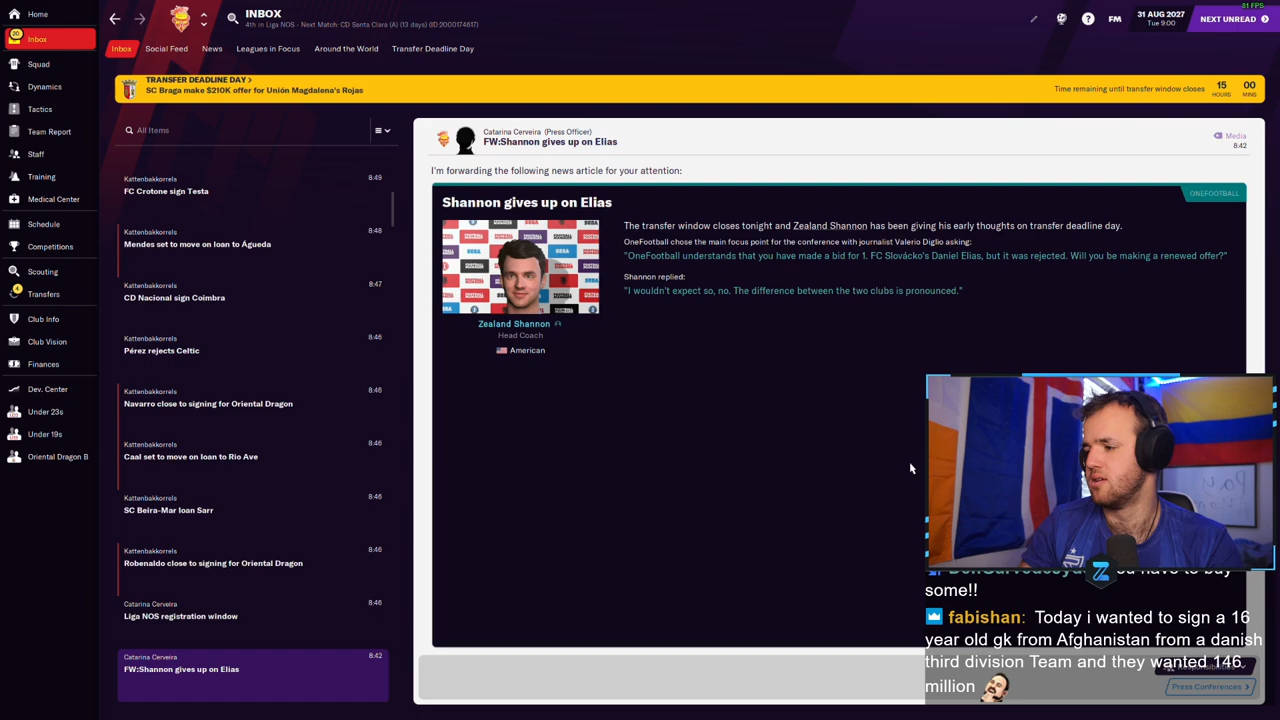 81 FPS
Home
Inbox
20
Squad
Dynamics
Tactics
Team Report
Staff
Training
Medical Center
Schedule
Competitions
Scouting
4
Transfers
Club Info
Club Vision
Finances
Dev. Center
Under 23s
Under 19s
Oriental Dragon B
INBOX
4th in Liga NOS - Next Match: CD Santa Clara (A) (13 days) (ID:2000174617)
FM
31 AUG 2027
Tue 9:00
NEXT UNREAD
Inbox
Social Feed
News
Leagues in Focus
Around the World
Transfer Deadline Day
TRANSFER DEADLINE DAY >
SC Braga make $210K offer for Unión Magdalena's Rojas
Time remaining until transfer window closes
15
HOURS
00
MINS
All Items
Kattenbakkorrels
8:49
FC Crotone sign Testa
Kattenbakkorrels
8:48
Mendes set to move on loan to Águeda
Kattenbakkorrels
8:47
CD Nacional sign Coimbra
Kattenbakkorrels
8:46
Pérez rejects Celtic
Kattenbakkorrels
8:46
Navarro close to signing for Oriental Dragon
Kattenbakkorrels
8:46
Caal set to move on loan to Rio Ave
Kattenbakkorrels
8:46
SC Beira-Mar loan Sarr
Kattenbakkorrels
8:46
Robenaldo close to signing for Oriental Dragon
Catarina Cerveira
8:46
Liga NOS registration window
Catarina Cerveira
8:42
FW:Shannon gives up on Elias
Catarina Cerveira (Press Officer)
FW:Shannon gives up on Elias
Media
8:42
I'm forwarding the following news article for your attention:
ONEFOOTBALL
Shannon gives up on Elias
Zealand Shannon
Head Coach
American
The transfer window closes tonight and Zealand Shannon has been giving his early thoughts on transfer deadline day.
OneFootball chose the main focus point for the conference with journalist Valerio Diglio asking:
"OneFootball understands that you have made a bid for 1. FC Slovácko's Daniel Elias, but it was rejected. Will you be making a renewed offer?"
Shannon replied:
"I wouldn't expect so, no. The difference between the two clubs is pronounced."
have to buy
some!!
fabishan: Today i wanted to sign a 16
year old gk from Afghanistan from a danish
third division Team and they wanted 146
million
Press Conferences >